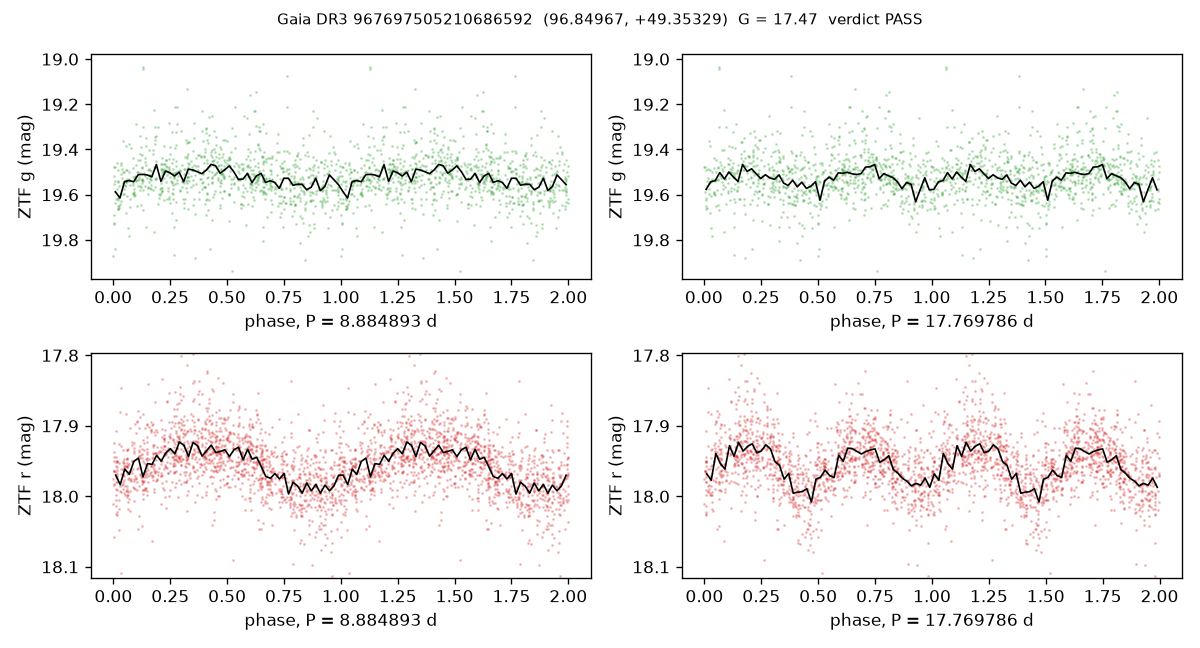 Gaia DR3 967697505210686592  (96.84967, +49.35329)  G = 17.47  verdict PASS
ZTF g (mag)
19.0
19.2
19.4
19.6
19.8
0.00 0.25 0.50 0.75 1.00 1.25 1.50 1.75 2.00
phase, P = 8.884893 d
ZTF g (mag)
19.0
19.2
19.4
19.6
19.8
0.00 0.25 0.50 0.75 1.00 1.25 1.50 1.75 2.00
phase, P = 17.769786 d
ZTF r (mag)
17.8
17.9
18.0
18.1
0.00 0.25 0.50 0.75 1.00 1.25 1.50 1.75 2.00
phase, P = 8.884893 d
ZTF r (mag)
17.8
17.9
18.0
18.1
0.00 0.25 0.50 0.75 1.00 1.25 1.50 1.75 2.00
phase, P = 17.769786 d